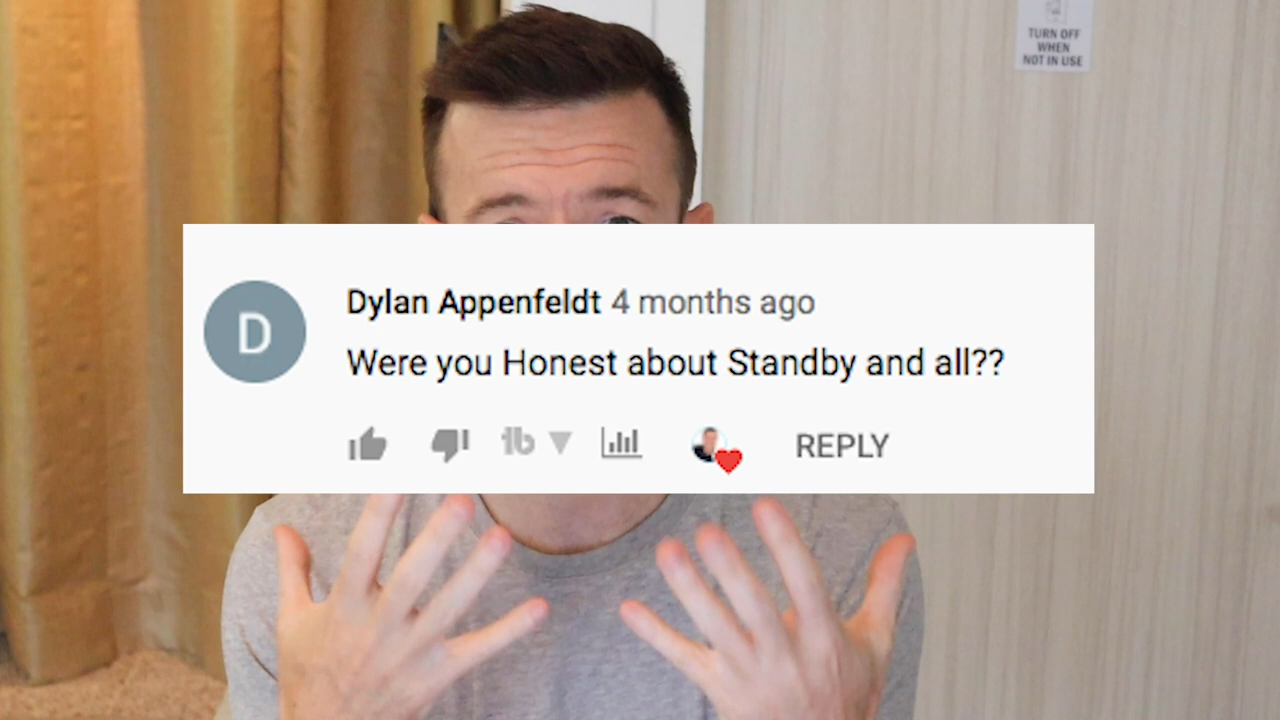 TURN OFF
WHEN
NOT IN USE
D
Dylan Appenfeldt 4 months ago
Were you Honest about Standby and all??
REPLY